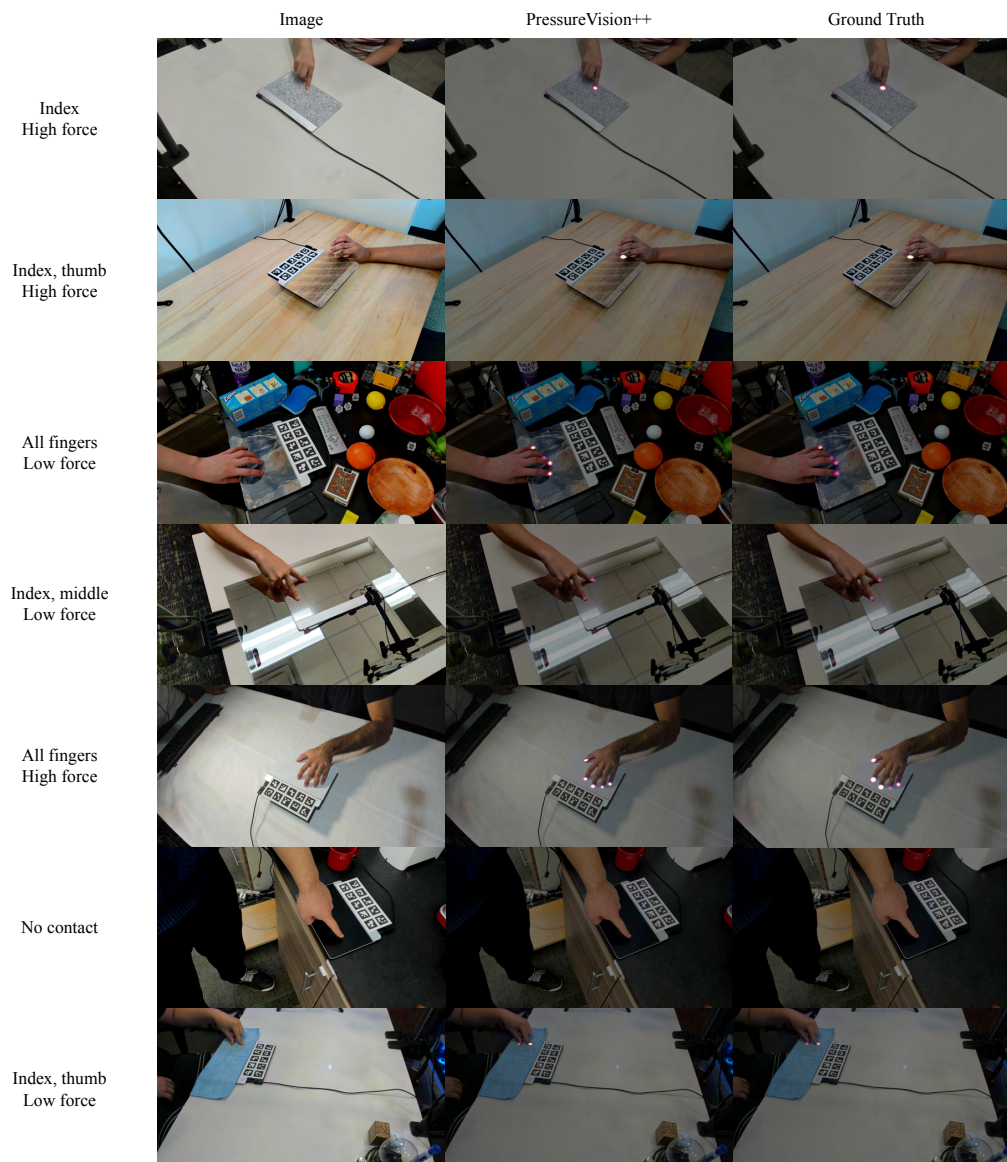 Image PressureVision++ Ground Truth
Index
High force
Index, thumb
High force
All fingers
Low force
Index, middle
Low force
All fingers
High force
No contact
Index, thumb
Low force